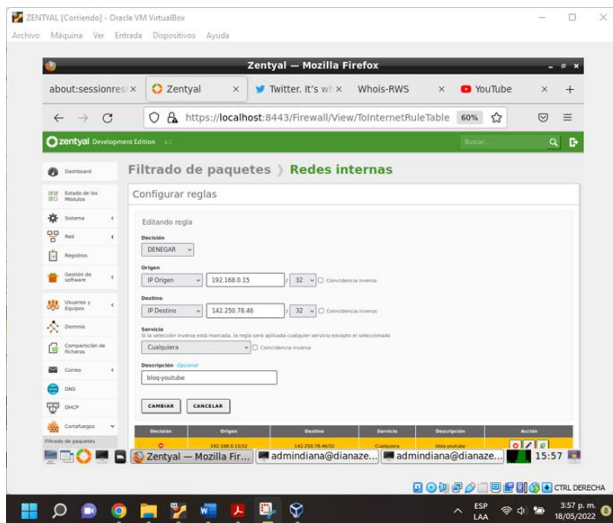 ZENTYAL [Corriendo] - Oracle VM VirtualBox
Archivo Máquina Ver Entrada Dispositivos Ayuda
Zentyal — Mozilla Firefox
about:sessionres
Zentyal
Twitter. It's wh
Whois-RWS
YouTube
https://localhost:8443/Firewall/View/ToInternetRuleTable 60%
zentyal Development Edition 6.2
Buscar...
Dashboard
Estado de los Módulos
Sistema
Red
Registros
Gestión de software
Usuarios y Equipos
Dominio
Compartición de Ficheros
Correo
DNS
DHCP
Cortafuegos
Filtrado de paquetes
Filtrado de paquetes Redes internas
Configurar reglas
Editando regla
Decisión
DENEGAR
Origen
IP Origen 192.168.0.15 / 32 Coincidencia inversa
Destino
IP Destino 142.250.78.46 / 32 Coincidencia inversa
Servicio
Si la selección inversa está marcada, la regla será aplicada cualquier servicio excepto el seleccionado
Cualquiera Coincidencia inversa
Descripción Opcional
bloq-youtube
CAMBIAR CANCELAR
Decisión Origen Destino Servicio Descripción Acción
192.168.0.15/32 142.250.78.46/32 Cualquiera bloq-youtube
Zentyal — Mozilla Fir...
admindiana@dianaze...
admindiana@dianaze...
15:57
CTRL DERECHA
ESP
LAA
3:57 p. m.
18/05/2022